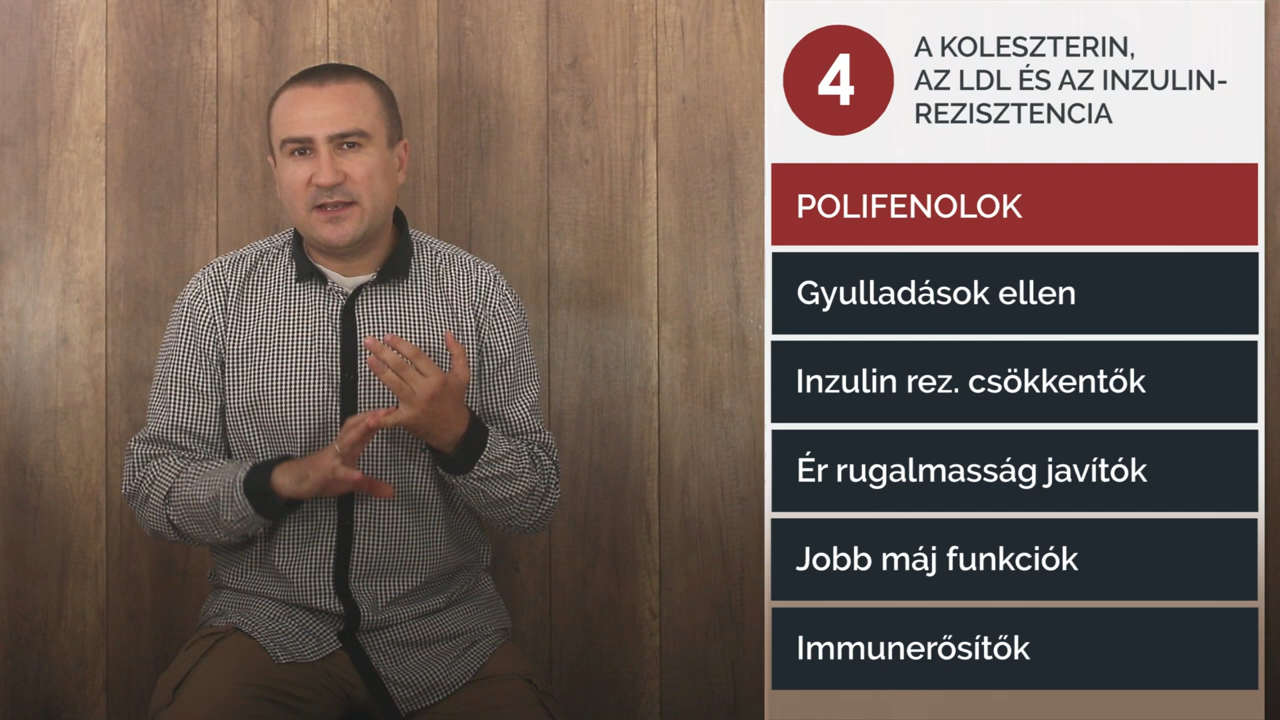 4
A KOLESZTERIN,
AZ LDL ÉS AZ INZULIN-
REZISZTENCIA
POLIFENOLOK
Gyulladások ellen
Inzulin rez. csökkentők
Ér rugalmasság javítók
Jobb máj funkciók
Immunerősítők